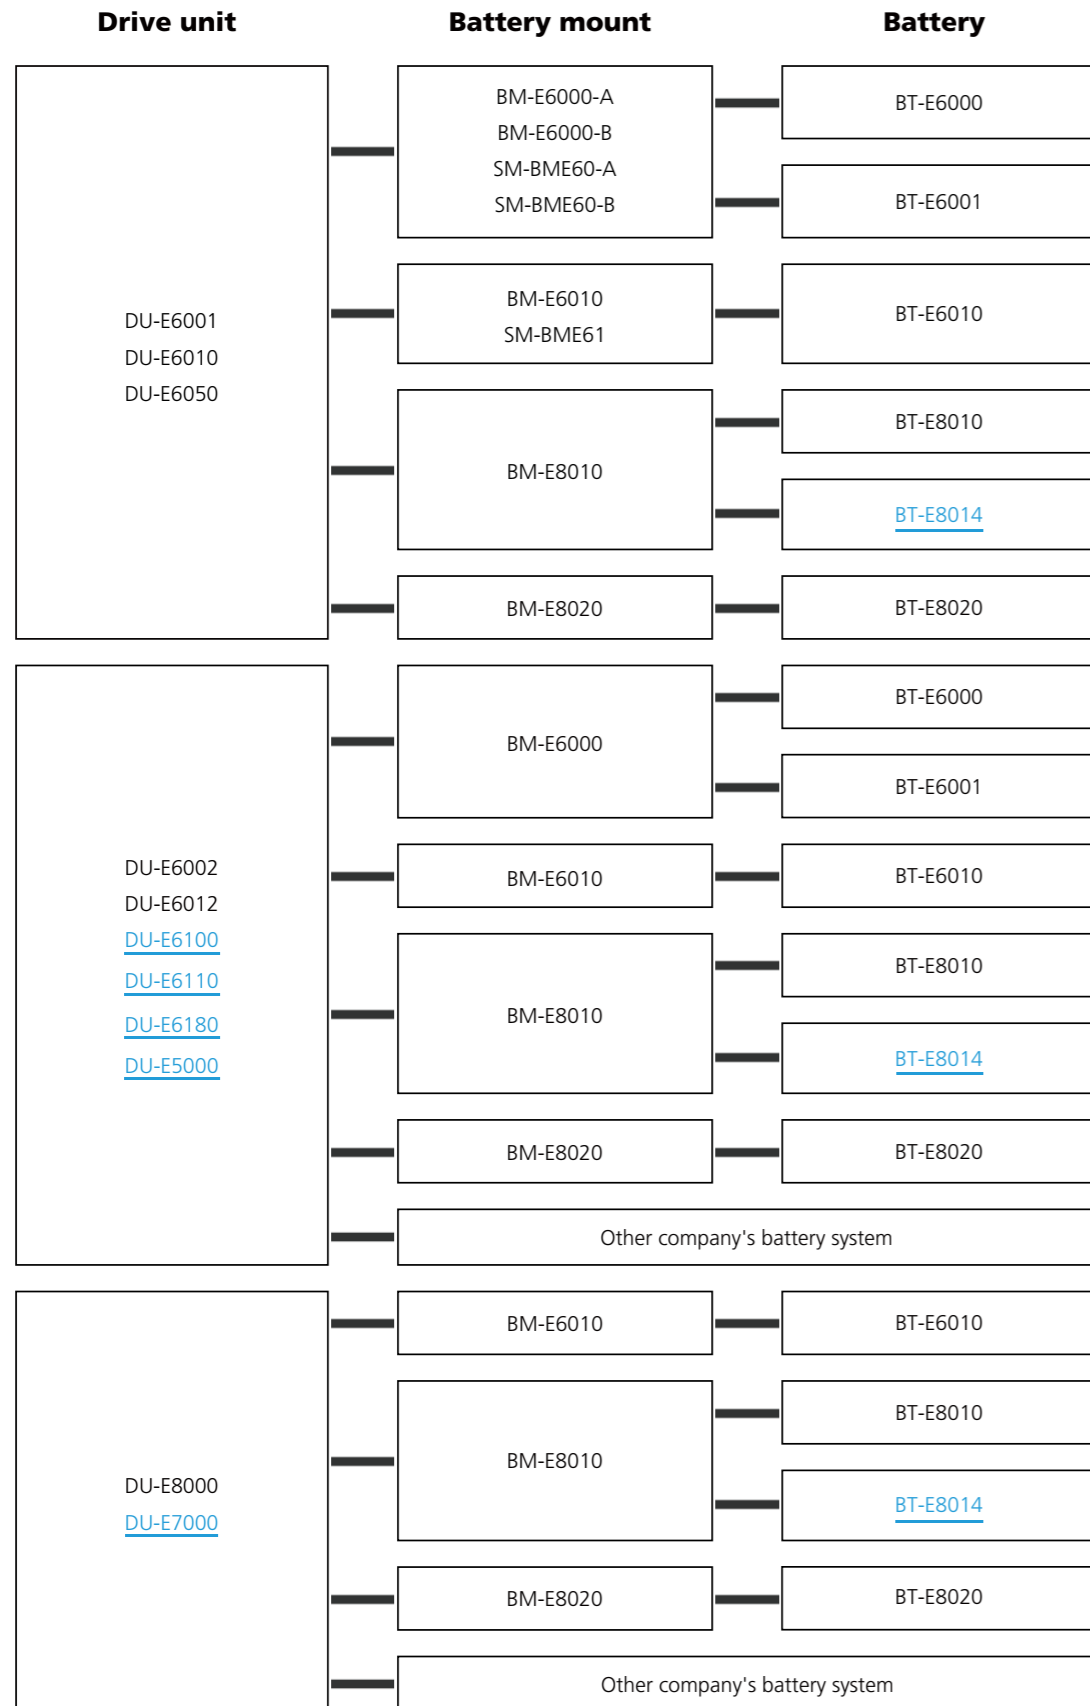 Drive unit
Battery mount
Battery
DU-E6001
DU-E6010
DU-E6050
BM-E6000-A
BM-E6000-B
SM-BME60-A
SM-BME60-B
BT-E6000
BT-E6001
BM-E6010
SM-BME61
BT-E6010
BM-E8010
BT-E8010
BT-E8014
BM-E8020
BT-E8020
DU-E6002
DU-E6012
DU-E6100
DU-E6110
DU-E6180
DU-E5000
BM-E6000
BT-E6000
BT-E6001
BM-E6010
BT-E6010
BM-E8010
BT-E8010
BT-E8014
BM-E8020
BT-E8020
Other company's battery system
DU-E8000
DU-E7000
BM-E6010
BT-E6010
BM-E8010
BT-E8010
BT-E8014
BM-E8020
BT-E8020
Other company's battery system